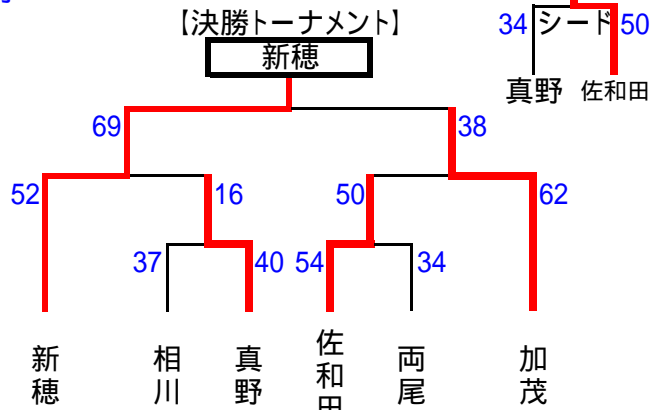 【決勝トーナメント】
34 シード 50
新穂
真野 佐和田
69
38
52
16
50
62
37
40
54
34
新穂
相川
真野
佐和田
両尾
加茂